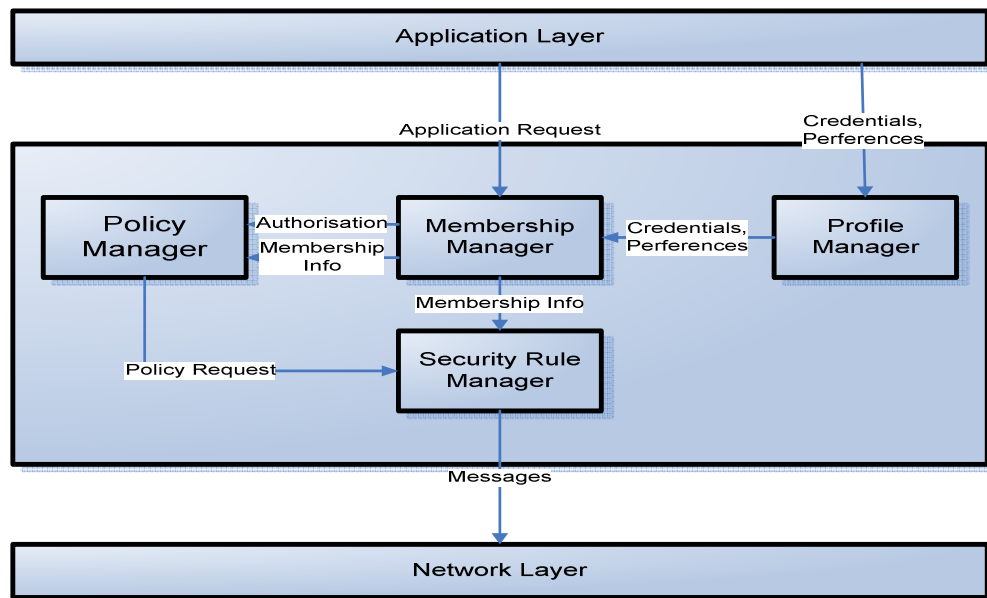 Application Layer
Application Request
Credentials,
Perferences
Policy
Manager
Authorisation
Membership
Info
Membership
Manager
Credentials,
Perferences
Profile
Manager
Membership Info
Policy Request
Security Rule
Manager
Messages
Network Layer